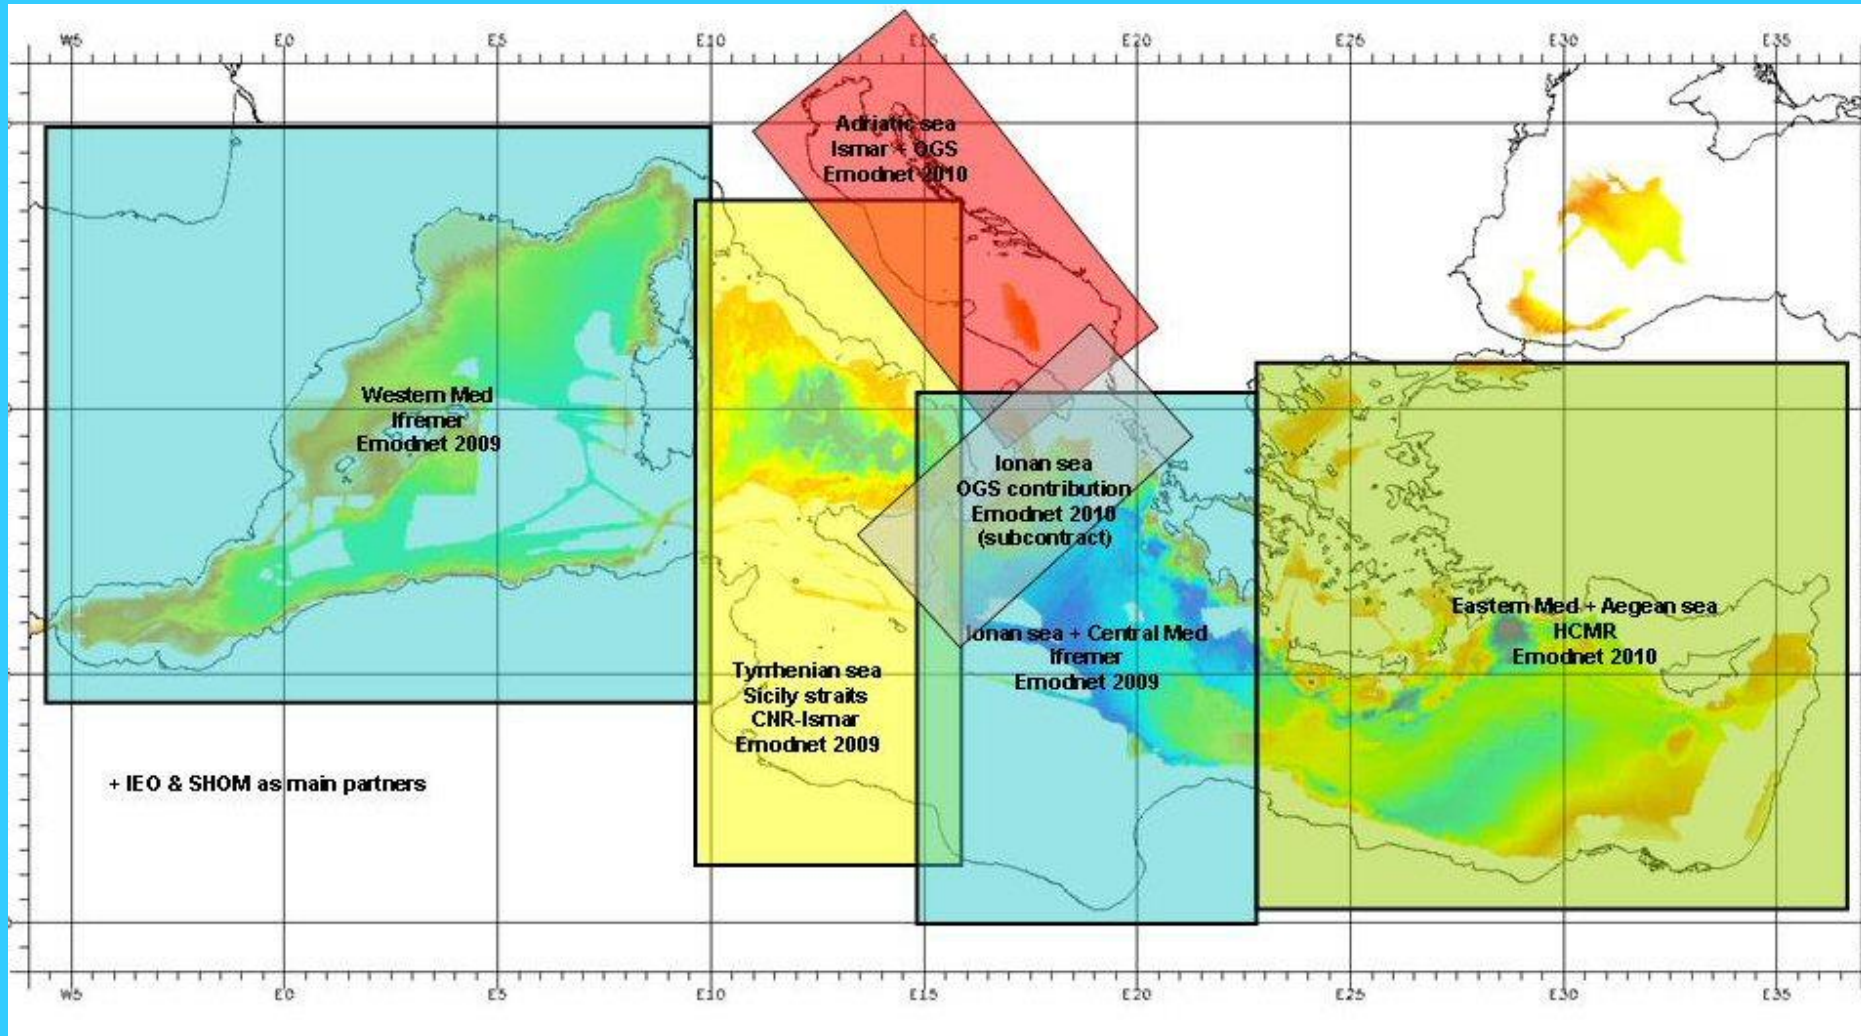 W5 E0 E5 E10 E15 E20 E25 E30 E35
Adriatic sea
Ismar + OGS
Emodnet 2010
Western Med
Ifremer
Emodnet 2009
Ionan sea
OGS contribution
Emodnet 2010
(subcontract)
Ionan sea + Central Med
Ifremer
Emodnet 2009
Eastern Med + Aegean sea
HCMR
Emodnet 2010
Tyrrhenian sea
Sicily straits
CNR-Ismar
Emodnet 2009
+ IEO & SHOM as main partners
W5 E0 E5 E10 E15 E20 E25 E30 E35